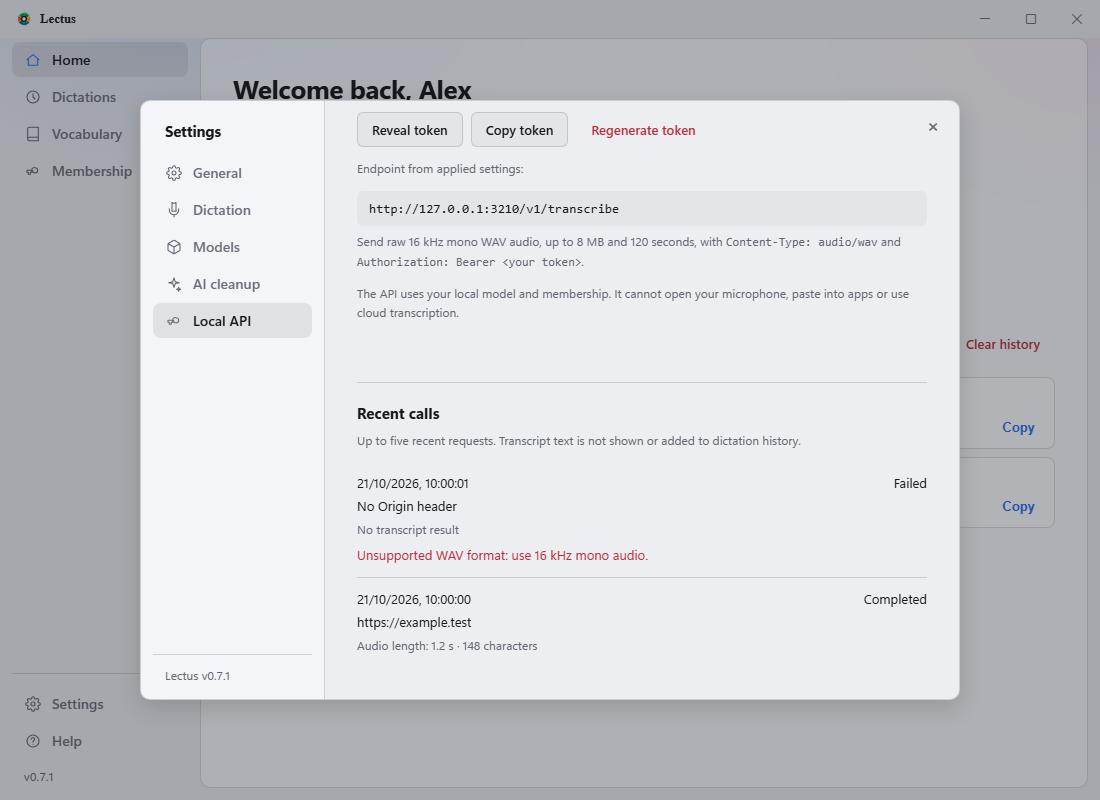 Lectus
Home
Dictations
Vocabulary
Membership
Settings
Help
v0.7.1
Welcome back, Alex
Clear history
Copy
Copy
Settings
General
Dictation
Models
AI cleanup
Local API
Lectus v0.7.1
Reveal token
Copy token
Regenerate token
Endpoint from applied settings:
http://127.0.0.1:3210/v1/transcribe
Send raw 16 kHz mono WAV audio, up to 8 MB and 120 seconds, with Content-Type: audio/wav and
Authorization: Bearer <your token>.
The API uses your local model and membership. It cannot open your microphone, paste into apps or use
cloud transcription.
Recent calls
Up to five recent requests. Transcript text is not shown or added to dictation history.
21/10/2026, 10:00:01 Failed
No Origin header
No transcript result
Unsupported WAV format: use 16 kHz mono audio.
21/10/2026, 10:00:00 Completed
https://example.test
Audio length: 1.2 s · 148 characters